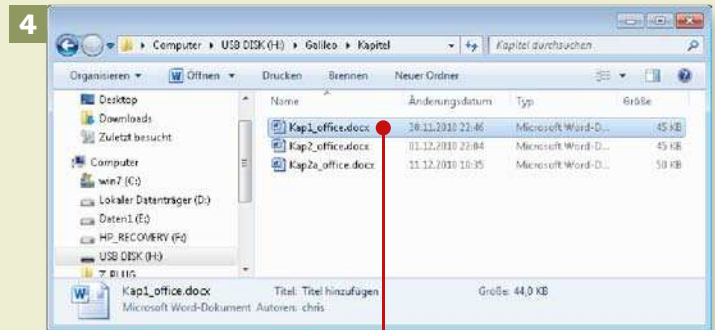 4
Computer ▸ USB DISK (H:) ▸ Galileo ▸ Kapitel
Kapitel durchsuchen
Organisieren Öffnen Drucken Brennen Neuer Ordner
Name Änderungsdatum Typ Größe
Desktop
Downloads
Zuletzt besucht
Computer
win7 (C:)
Lokaler Datenträger (D:)
Daten1 (E:)
HP_RECOVERY (F:)
USB DISK (H:)
Z PLUG
Kap1_office.docx 30.11.2010 22:46 Microsoft Word-D... 45 KB
Kap2_office.docx 01.12.2010 22:04 Microsoft Word-D... 45 KB
Kap2a_office.docx 11.12.2010 10:35 Microsoft Word-D... 50 KB
Kap1_office.docx Titel: Titel hinzufügen Größe: 44,0 KB
Microsoft Word-Dokument Autoren: chris